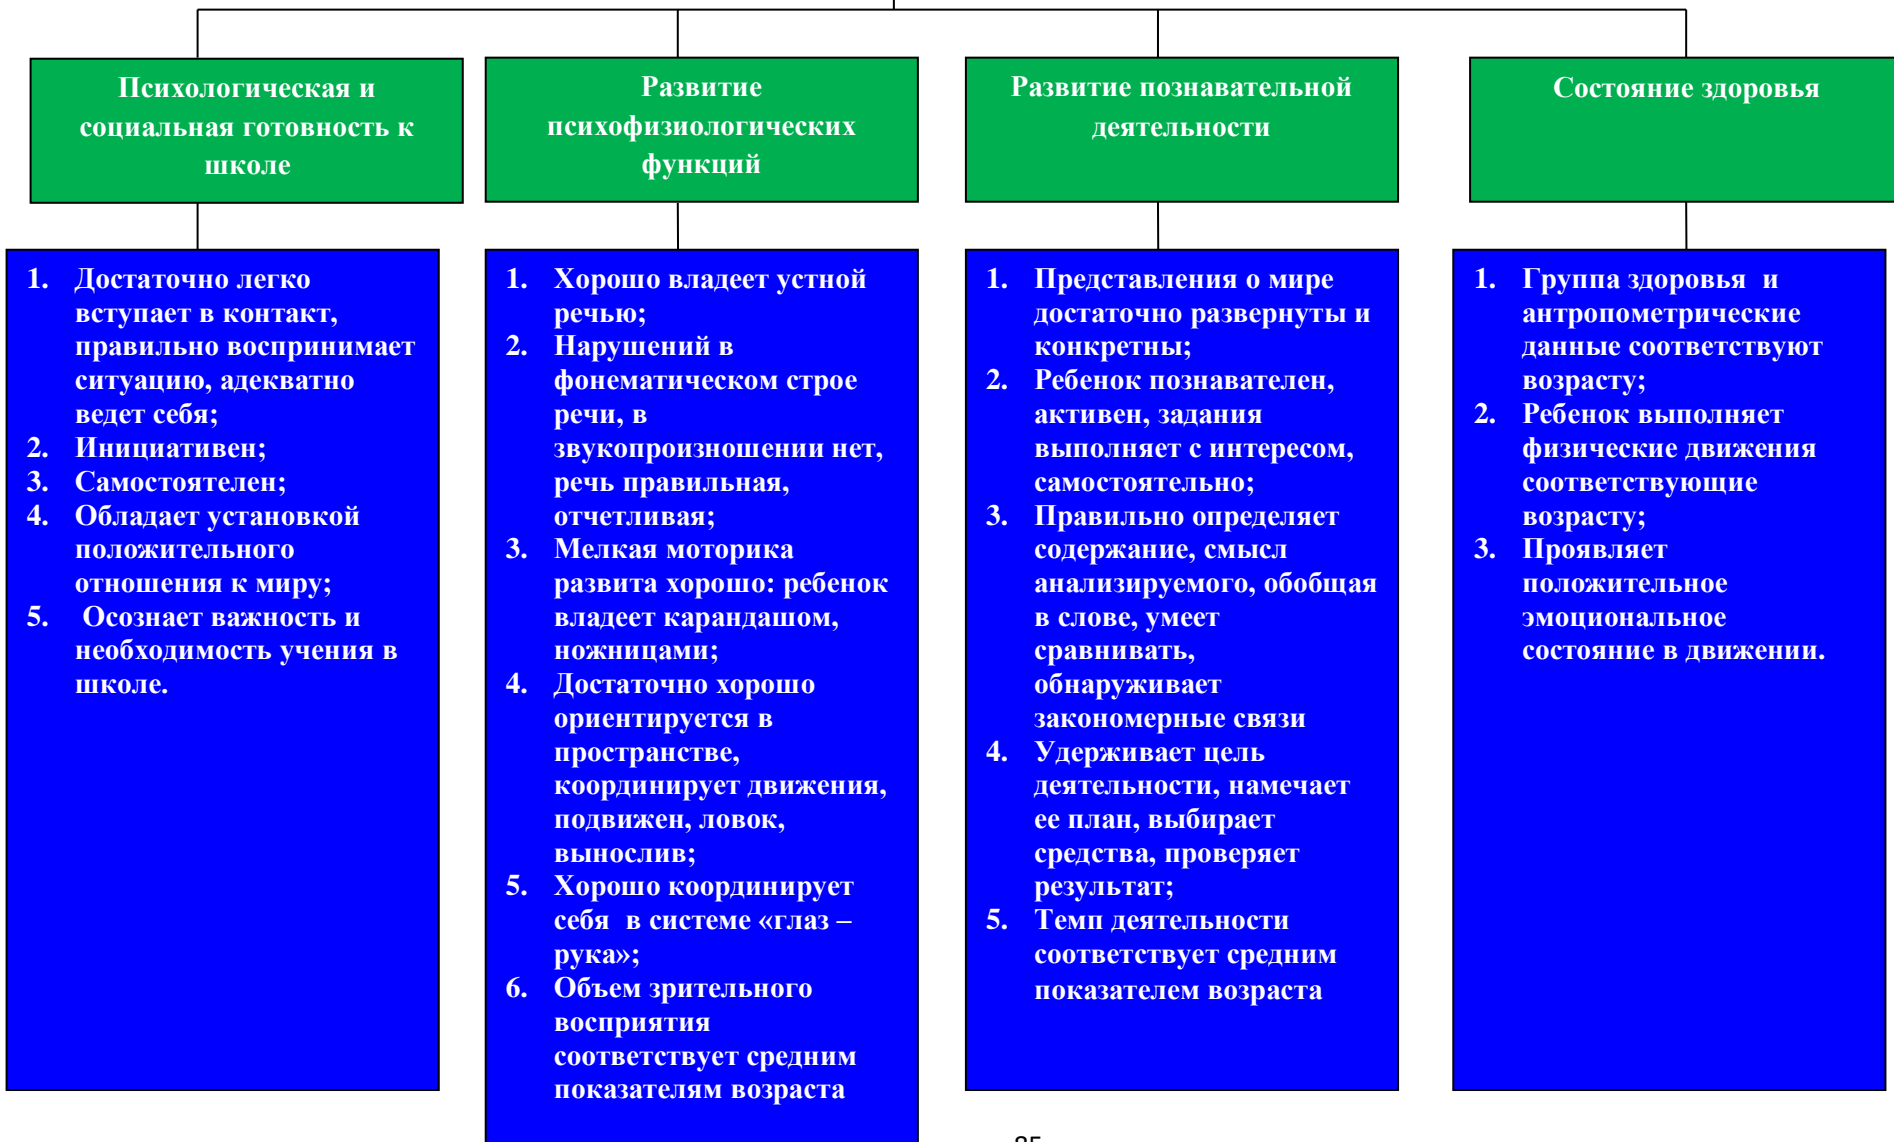 Психологическая и
социальная готовность к
школе
Развитие
психофизиологических
функций
Развитие познавательной
деятельности
Состояние здоровья
1. Достаточно легко
вступает в контакт,
правильно воспринимает
ситуацию, адекватно
ведет себя;
2. Инициативен;
3. Самостоятелен;
4. Обладает установкой
положительного
отношения к миру;
5. Осознает важность и
необходимость учения в
школе.
1. Хорошо владеет устной
речью;
2. Нарушений в
фонематическом строе
речи, в
звукопроизношении нет,
речь правильная,
отчетливая;
3. Мелкая моторика
развита хорошо: ребенок
владеет карандашом,
ножницами;
4. Достаточно хорошо
ориентируется в
пространстве,
координирует движения,
подвижен, ловок,
вынослив;
5. Хорошо координирует
себя в системе «глаз –
рука»;
6. Объем зрительного
восприятия
соответствует средним
показателям возраста
1. Представления о мире
достаточно развернуты и
конкретны;
2. Ребенок познавателен,
активен, задания
выполняет с интересом,
самостоятельно;
3. Правильно определяет
содержание, смысл
анализируемого, обобщая
в слове, умеет
сравнивать,
обнаруживает
закономерные связи
4. Удерживает цель
деятельности, намечает
ее план, выбирает
средства, проверяет
результат;
5. Темп деятельности
соответствует средним
показателем возраста
1. Группа здоровья и
антропометрические
данные соответствуют
возрасту;
2. Ребенок выполняет
физические движения
соответствующие
возрасту;
3. Проявляет
положительное
эмоциональное
состояние в движении.